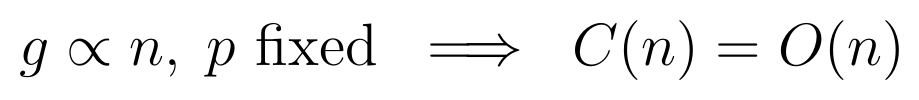 g ∝ n, p fixed ⟹ C(n) = O(n)